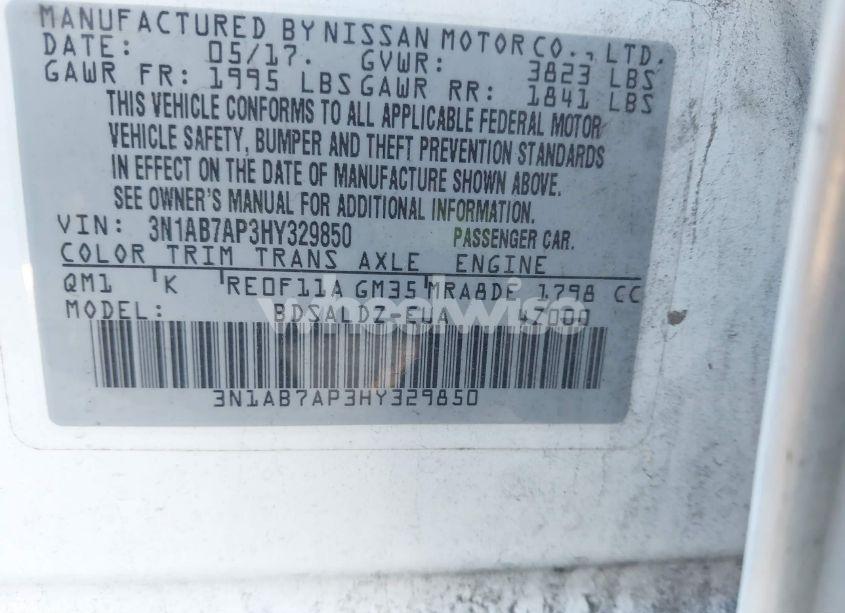 MANUFACTURED BY NISSAN MOTOR CO., LTD.
DATE: 05/17. GVWR: 3823 LBS
GAWR FR: 1995 LBS GAWR RR: 1841 LBS
THIS VEHICLE CONFORMS TO ALL APPLICABLE FEDERAL MOTOR
VEHICLE SAFETY, BUMPER AND THEFT PREVENTION STANDARDS
IN EFFECT ON THE DATE OF MANUFACTURE SHOWN ABOVE.
SEE OWNER'S MANUAL FOR ADDITIONAL INFORMATION.
VIN: 3N1AB7AP3HY329850 PASSENGER CAR.
COLOR TRIM TRANS AXLE ENGINE
QM1 K RE0F11A GM35 MRA8DE 1798 CC
MODEL: BDSALDZ-EUA 4Z000
wheelwise
3N1AB7AP3HY329850